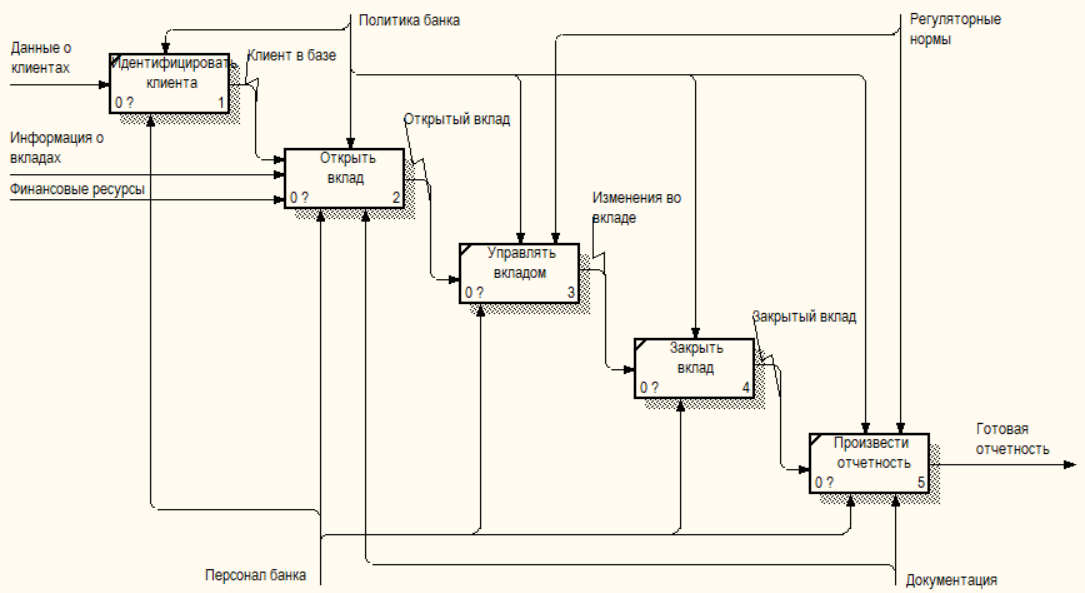 Политика банка
Регуляторные
нормы
Данные о
клиентах
Идентифицировать
клиента
0 ?
1
Клиент в базе
Информация о
вкладах
Финансовые ресурсы
Открыть
вклад
0 ?
2
Открытый вклад
Управлять
вкладом
0 ?
3
Изменения во
вкладе
Закрыть
вклад
0 ?
4
Закрытый вклад
Произвести
отчетность
0 ?
5
Готовая
отчетность
Персонал банка
Документация